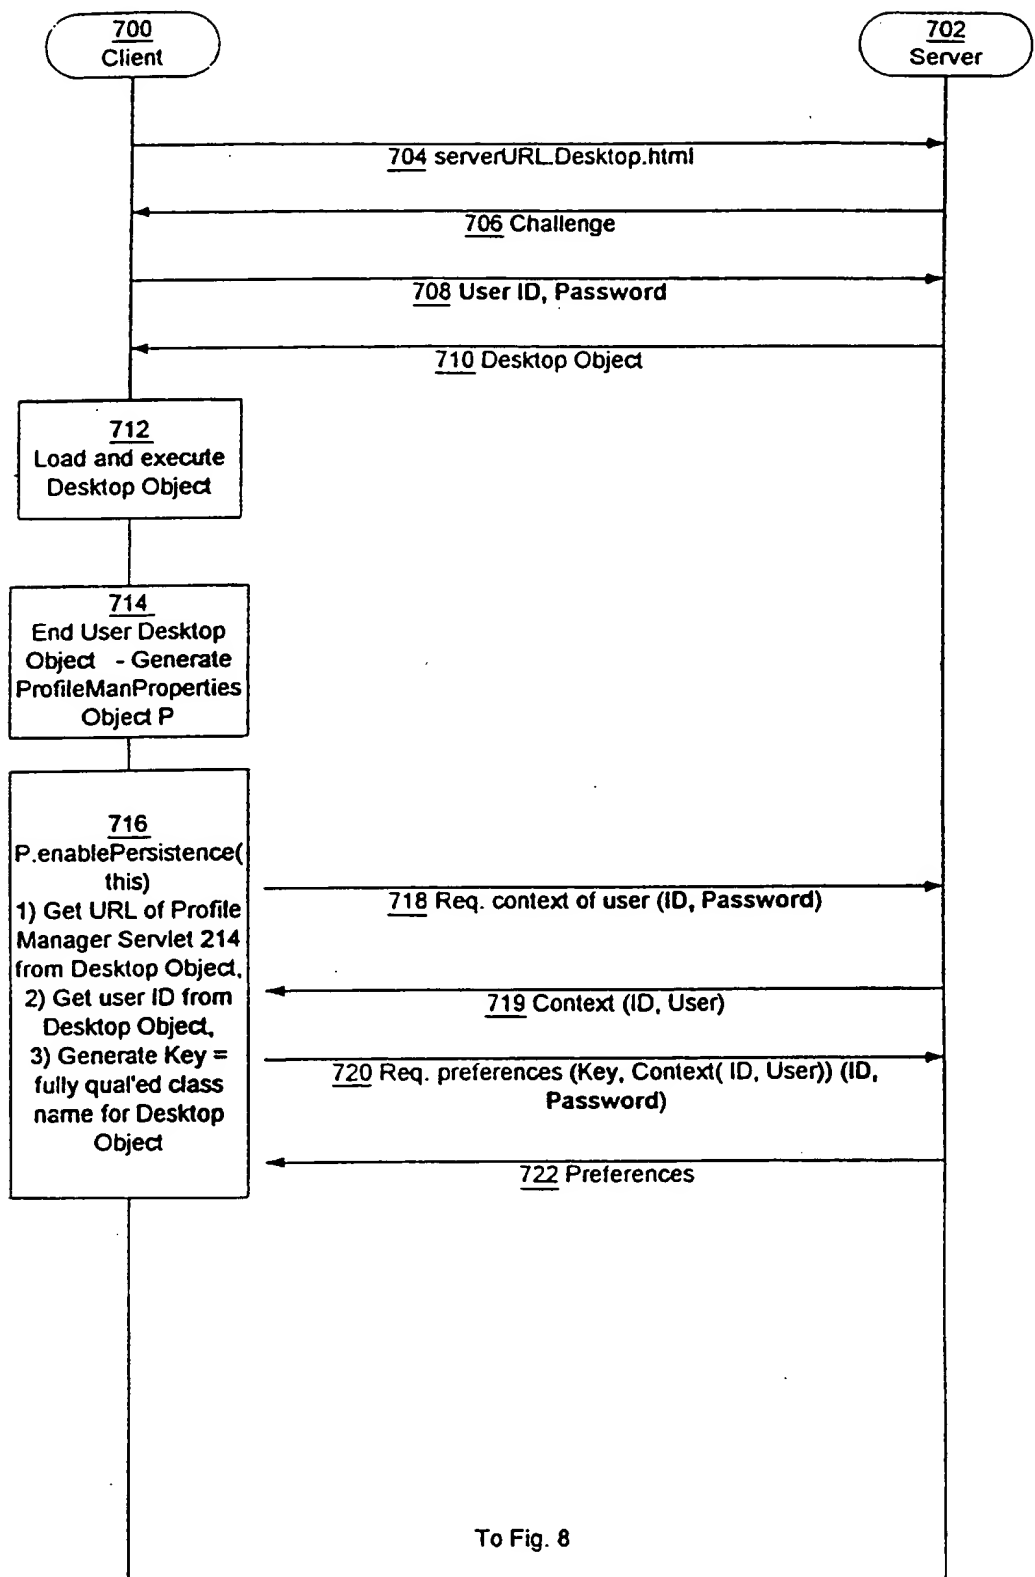 700
Client
702
Server
704 serverURL.Desktop.html
706 Challenge
708 User ID, Password
710 Desktop Object
712
Load and execute
Desktop Object
714
End User Desktop
Object - Generate
ProfileManProperties
Object P
716
P.enablePersistence(
this)
1) Get URL of Profile
Manager Servlet 214
from Desktop Object,
2) Get user ID from
Desktop Object,
3) Generate Key =
fully qual'ed class
name for Desktop
Object
718 Req. context of user (ID, Password)
719 Context (ID, User)
720 Req. preferences (Key, Context( ID, User)) (ID,
Password)
722 Preferences
To Fig. 8